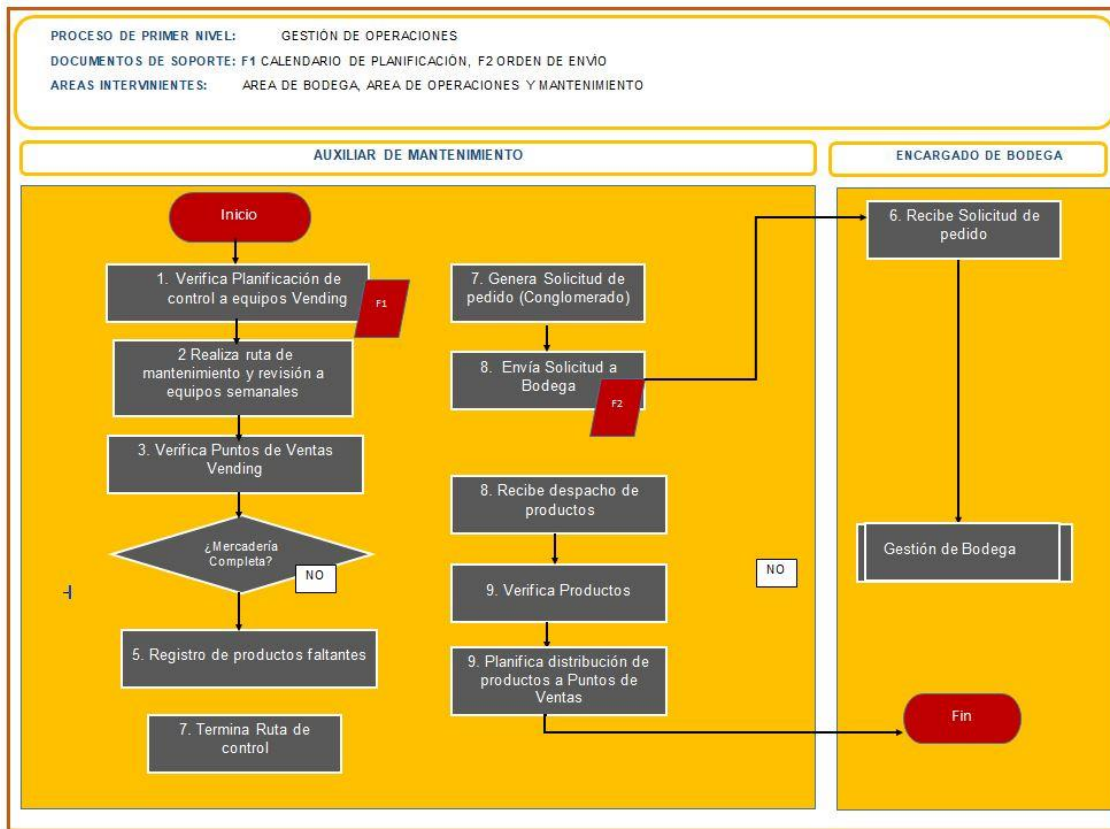 PROCESO DE PRIMER NIVEL: GESTIÓN DE OPERACIONES
DOCUMENTOS DE SOPORTE: F1 CALENDARIO DE PLANIFICACIÓN, F2 ORDEN DE ENVÍO
AREAS INTERVINIENTES: AREA DE BODEGA, AREA DE OPERACIONES Y MANTENIMIENTO
AUXILIAR DE MANTENIMIENTO
ENCARGADO DE BODEGA
Inicio
1. Verifica Planificación de
control a equipos Vending
F1
2 Realiza ruta de
mantenimiento y revisión a
equipos semanales
3. Verifica Puntos de Ventas
Vending
¿Mercadería
Completa?
NO
5. Registro de productos faltantes
7. Termina Ruta de
control
7. Genera Solicitud de
pedido (Conglomerado)
8. Envía Solicitud a
Bodega
F2
8. Recibe despacho de
productos
9. Verifica Productos
NO
9. Planifica distribución de
productos a Puntos de
Ventas
6. Recibe Solicitud de
pedido
Gestión de Bodega
Fin